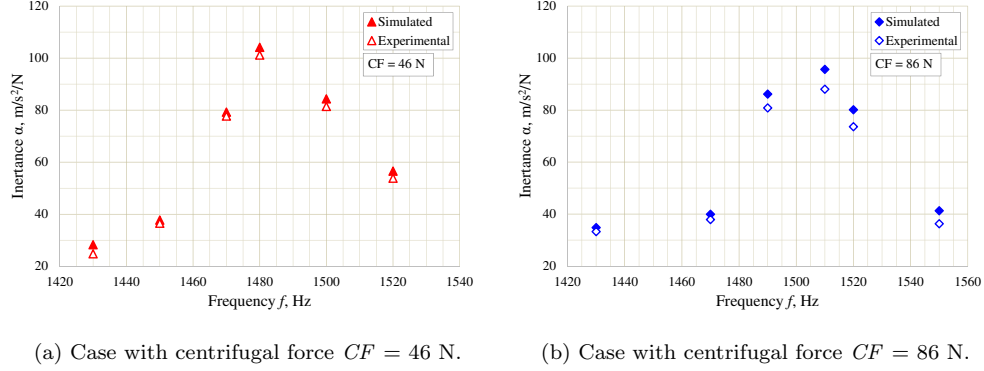 120
100
80
60
40
20
Inertance α, m/s²/N
1420
1440
1460
1480
1500
1520
1540
Frequency f, Hz
Simulated
Experimental
CF = 46 N
(a) Case with centrifugal force CF = 46 N.
120
100
80
60
40
20
Inertance α, m/s²/N
1420
1440
1460
1480
1500
1520
1540
1560
Frequency f, Hz
Simulated
Experimental
CF = 86 N
(b) Case with centrifugal force CF = 86 N.